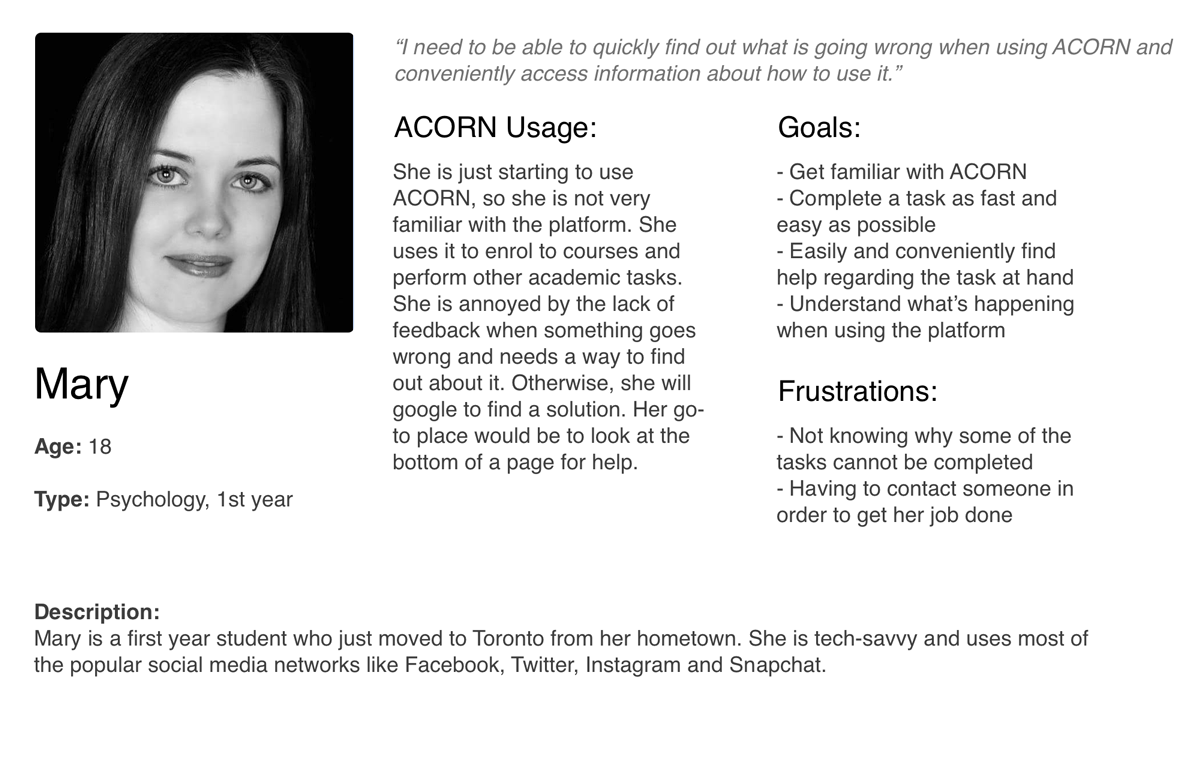 “I need to be able to quickly find out what is going wrong when using ACORN and
conveniently access information about how to use it.”
ACORN Usage:
She is just starting to use
ACORN, so she is not very
familiar with the platform. She
uses it to enrol to courses and
perform other academic tasks.
She is annoyed by the lack of
feedback when something goes
wrong and needs a way to find
out about it. Otherwise, she will
google to find a solution. Her go-
to place would be to look at the
bottom of a page for help.
Goals:
- Get familiar with ACORN
- Complete a task as fast and
easy as possible
- Easily and conveniently find
help regarding the task at hand
- Understand what’s happening
when using the platform
Frustrations:
- Not knowing why some of the
tasks cannot be completed
- Having to contact someone in
order to get her job done
Mary
Age: 18
Type: Psychology, 1st year
Description:
Mary is a first year student who just moved to Toronto from her hometown. She is tech-savvy and uses most of
the popular social media networks like Facebook, Twitter, Instagram and Snapchat.